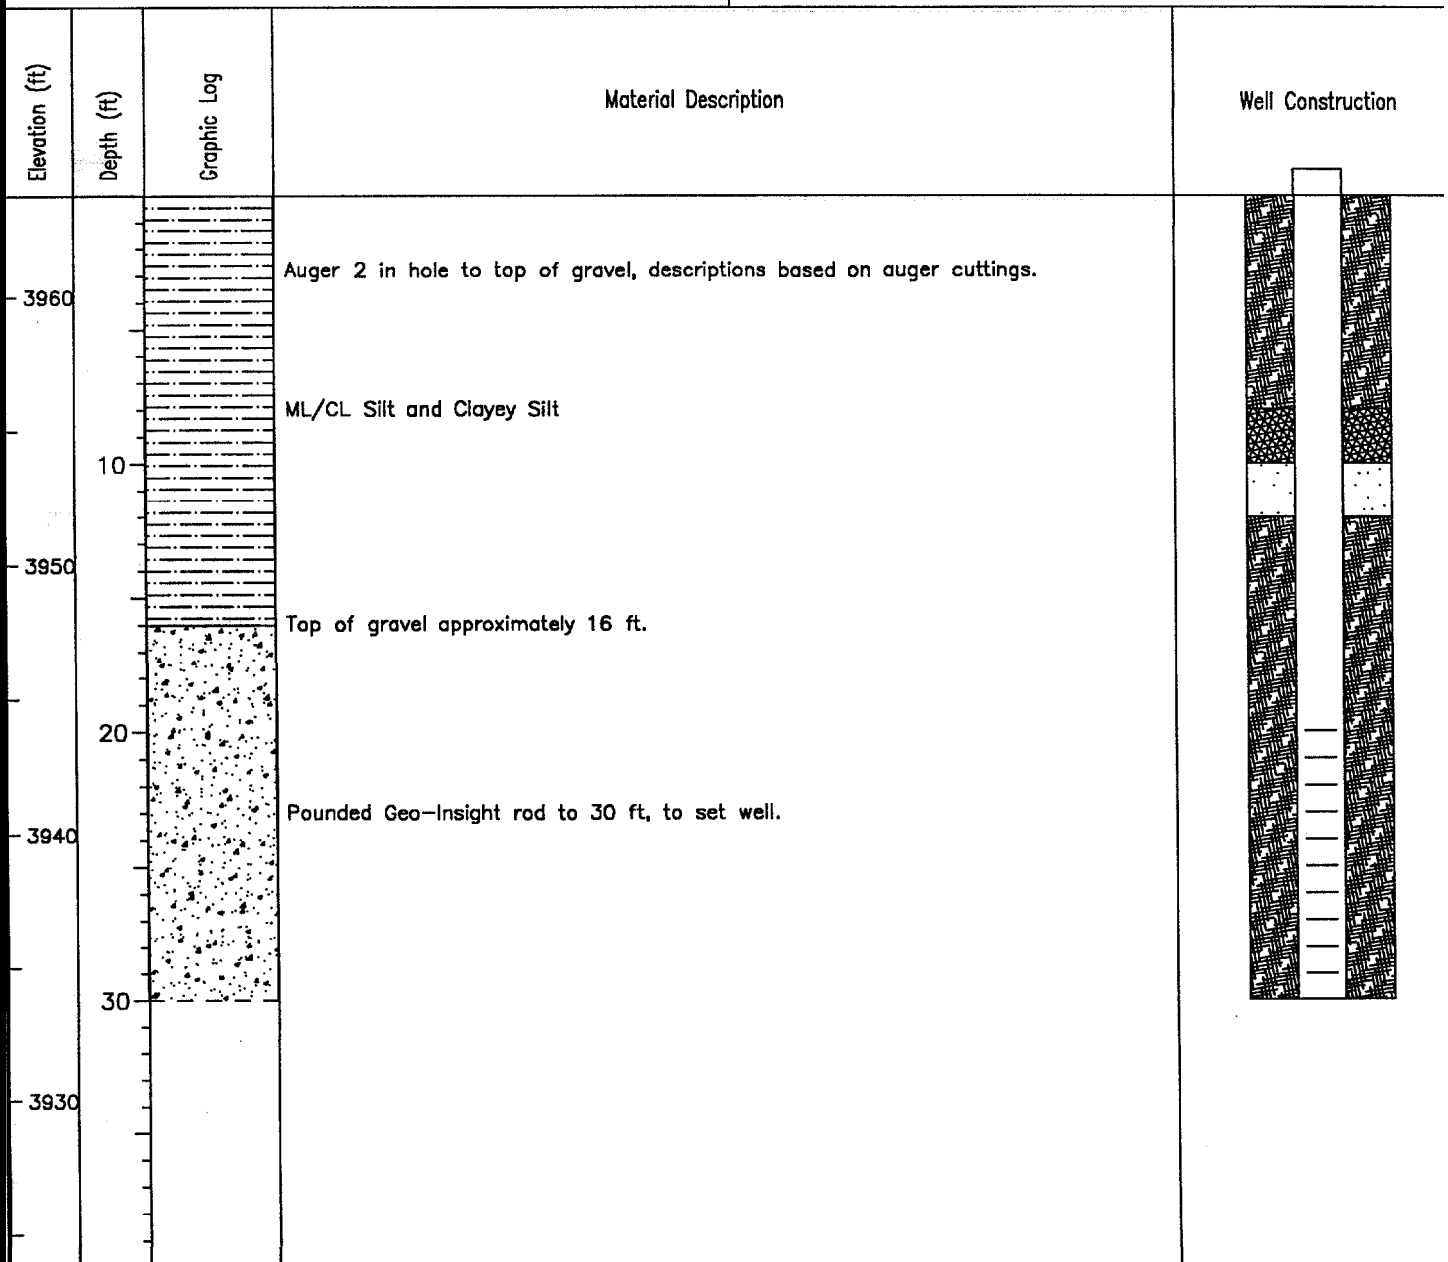 Elevation (ft)
Depth (ft)
Graphic Log
Material Description
Well Construction
Auger 2 in hole to top of gravel, descriptions based on auger cuttings.
3960
ML/CL Silt and Clayey Silt
10
3950
Top of gravel approximately 16 ft.
20
Pounded Geo-Insight rod to 30 ft, to set well.
3940
30
3930